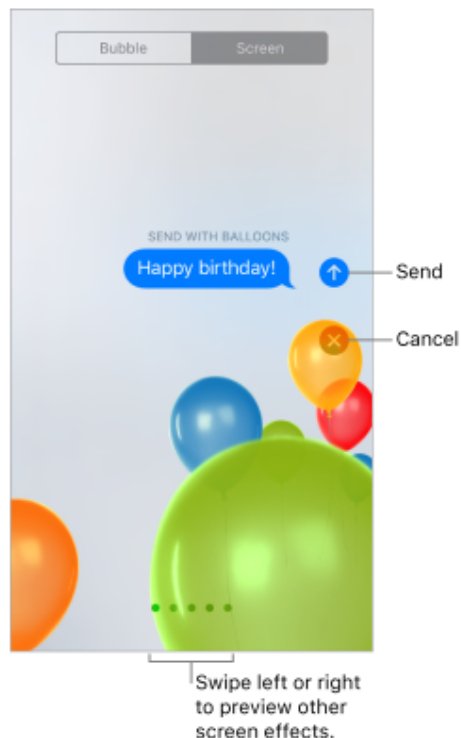 Bubble
Screen
SEND WITH BALLOONS
Happy birthday!
Send
Cancel
Swipe left or right
to preview other
screen effects.